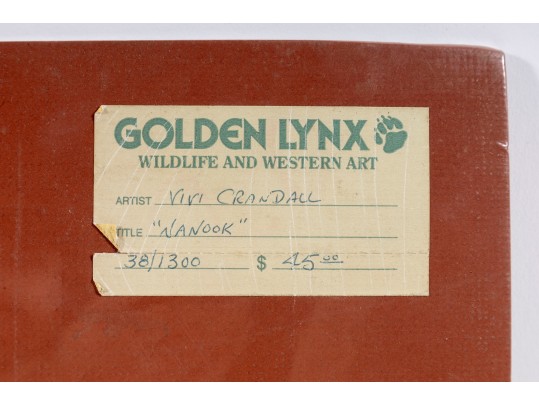 GOLDEN LYNX
WILDLIFE AND WESTERN ART
ARTIST VIVI CRANDALL
TITLE "NANOOK"
38/1300 $ 45.00